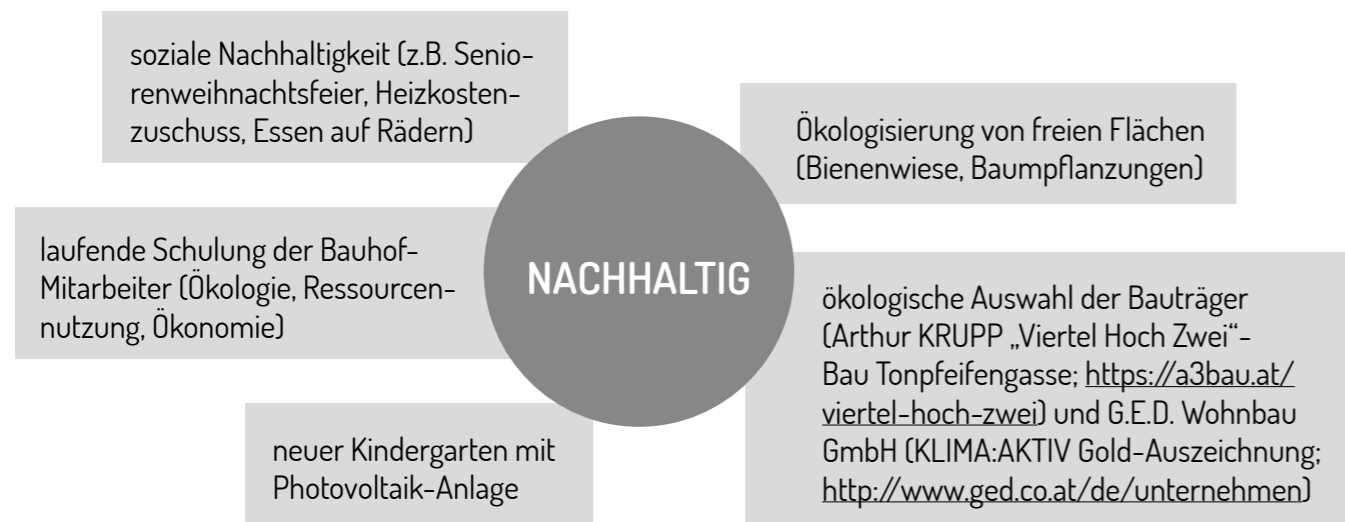 soziale Nachhaltigkeit (z.B. Senio-
renweihnachtsfeier, Heizkosten-
zuschuss, Essen auf Rädern)
laufende Schulung der Bauhof-
Mitarbeiter (Ökologie, Ressourcen-
nutzung, Ökonomie)
neuer Kindergarten mit
Photovoltaik-Anlage
NACHHALTIG
Ökologisierung von freien Flächen
(Bienenwiese, Baumpflanzungen)
ökologische Auswahl der Bauträger
(Arthur KRUPP „Viertel Hoch Zwei“-
Bau Tonpfeifengasse; https://a3bau.at/
viertel-hoch-zwei) und G.E.D. Wohnbau
GmbH (KLIMA:AKTIV Gold-Auszeichnung;
http://www.ged.co.at/de/unternehmen)